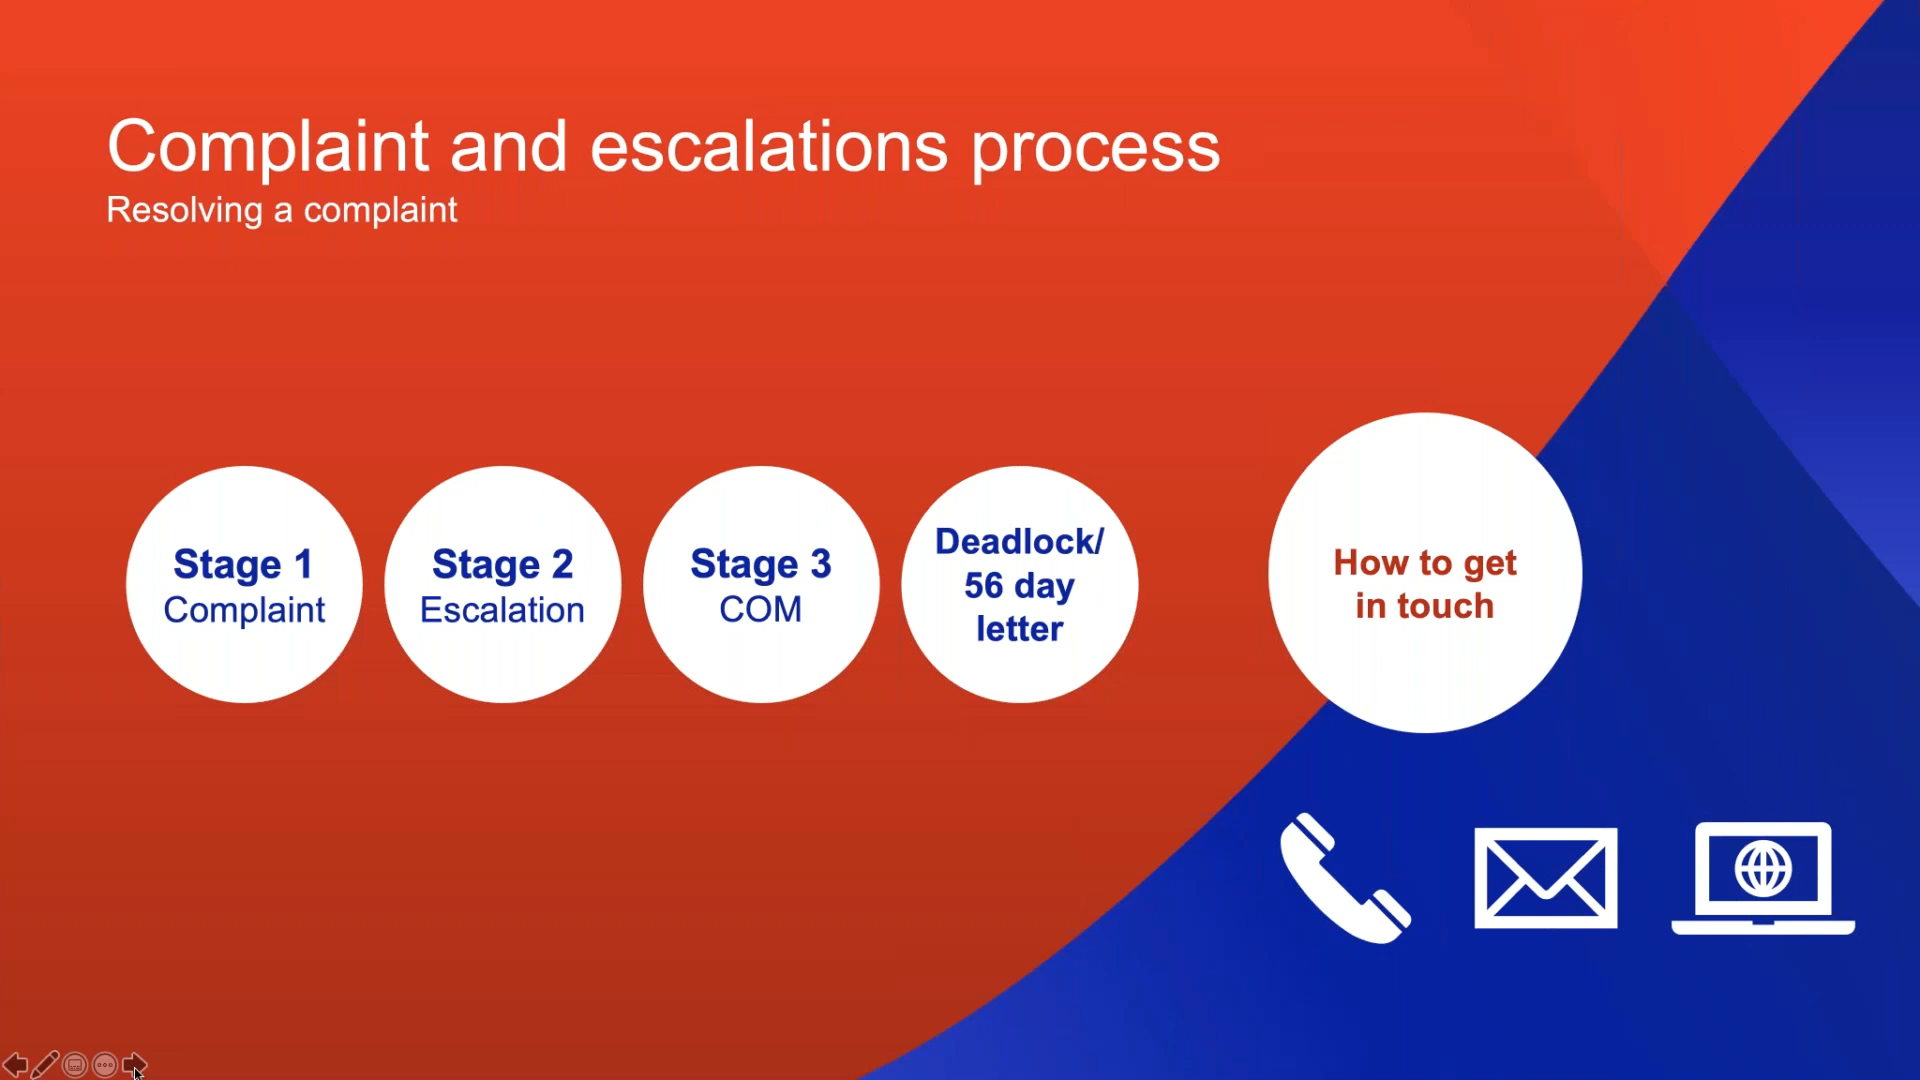 Complaint and escalations process
Resolving a complaint
Stage 1
Complaint
Stage 2
Escalation
Stage 3
COM
Deadlock/
56 day
letter
How to get
in touch